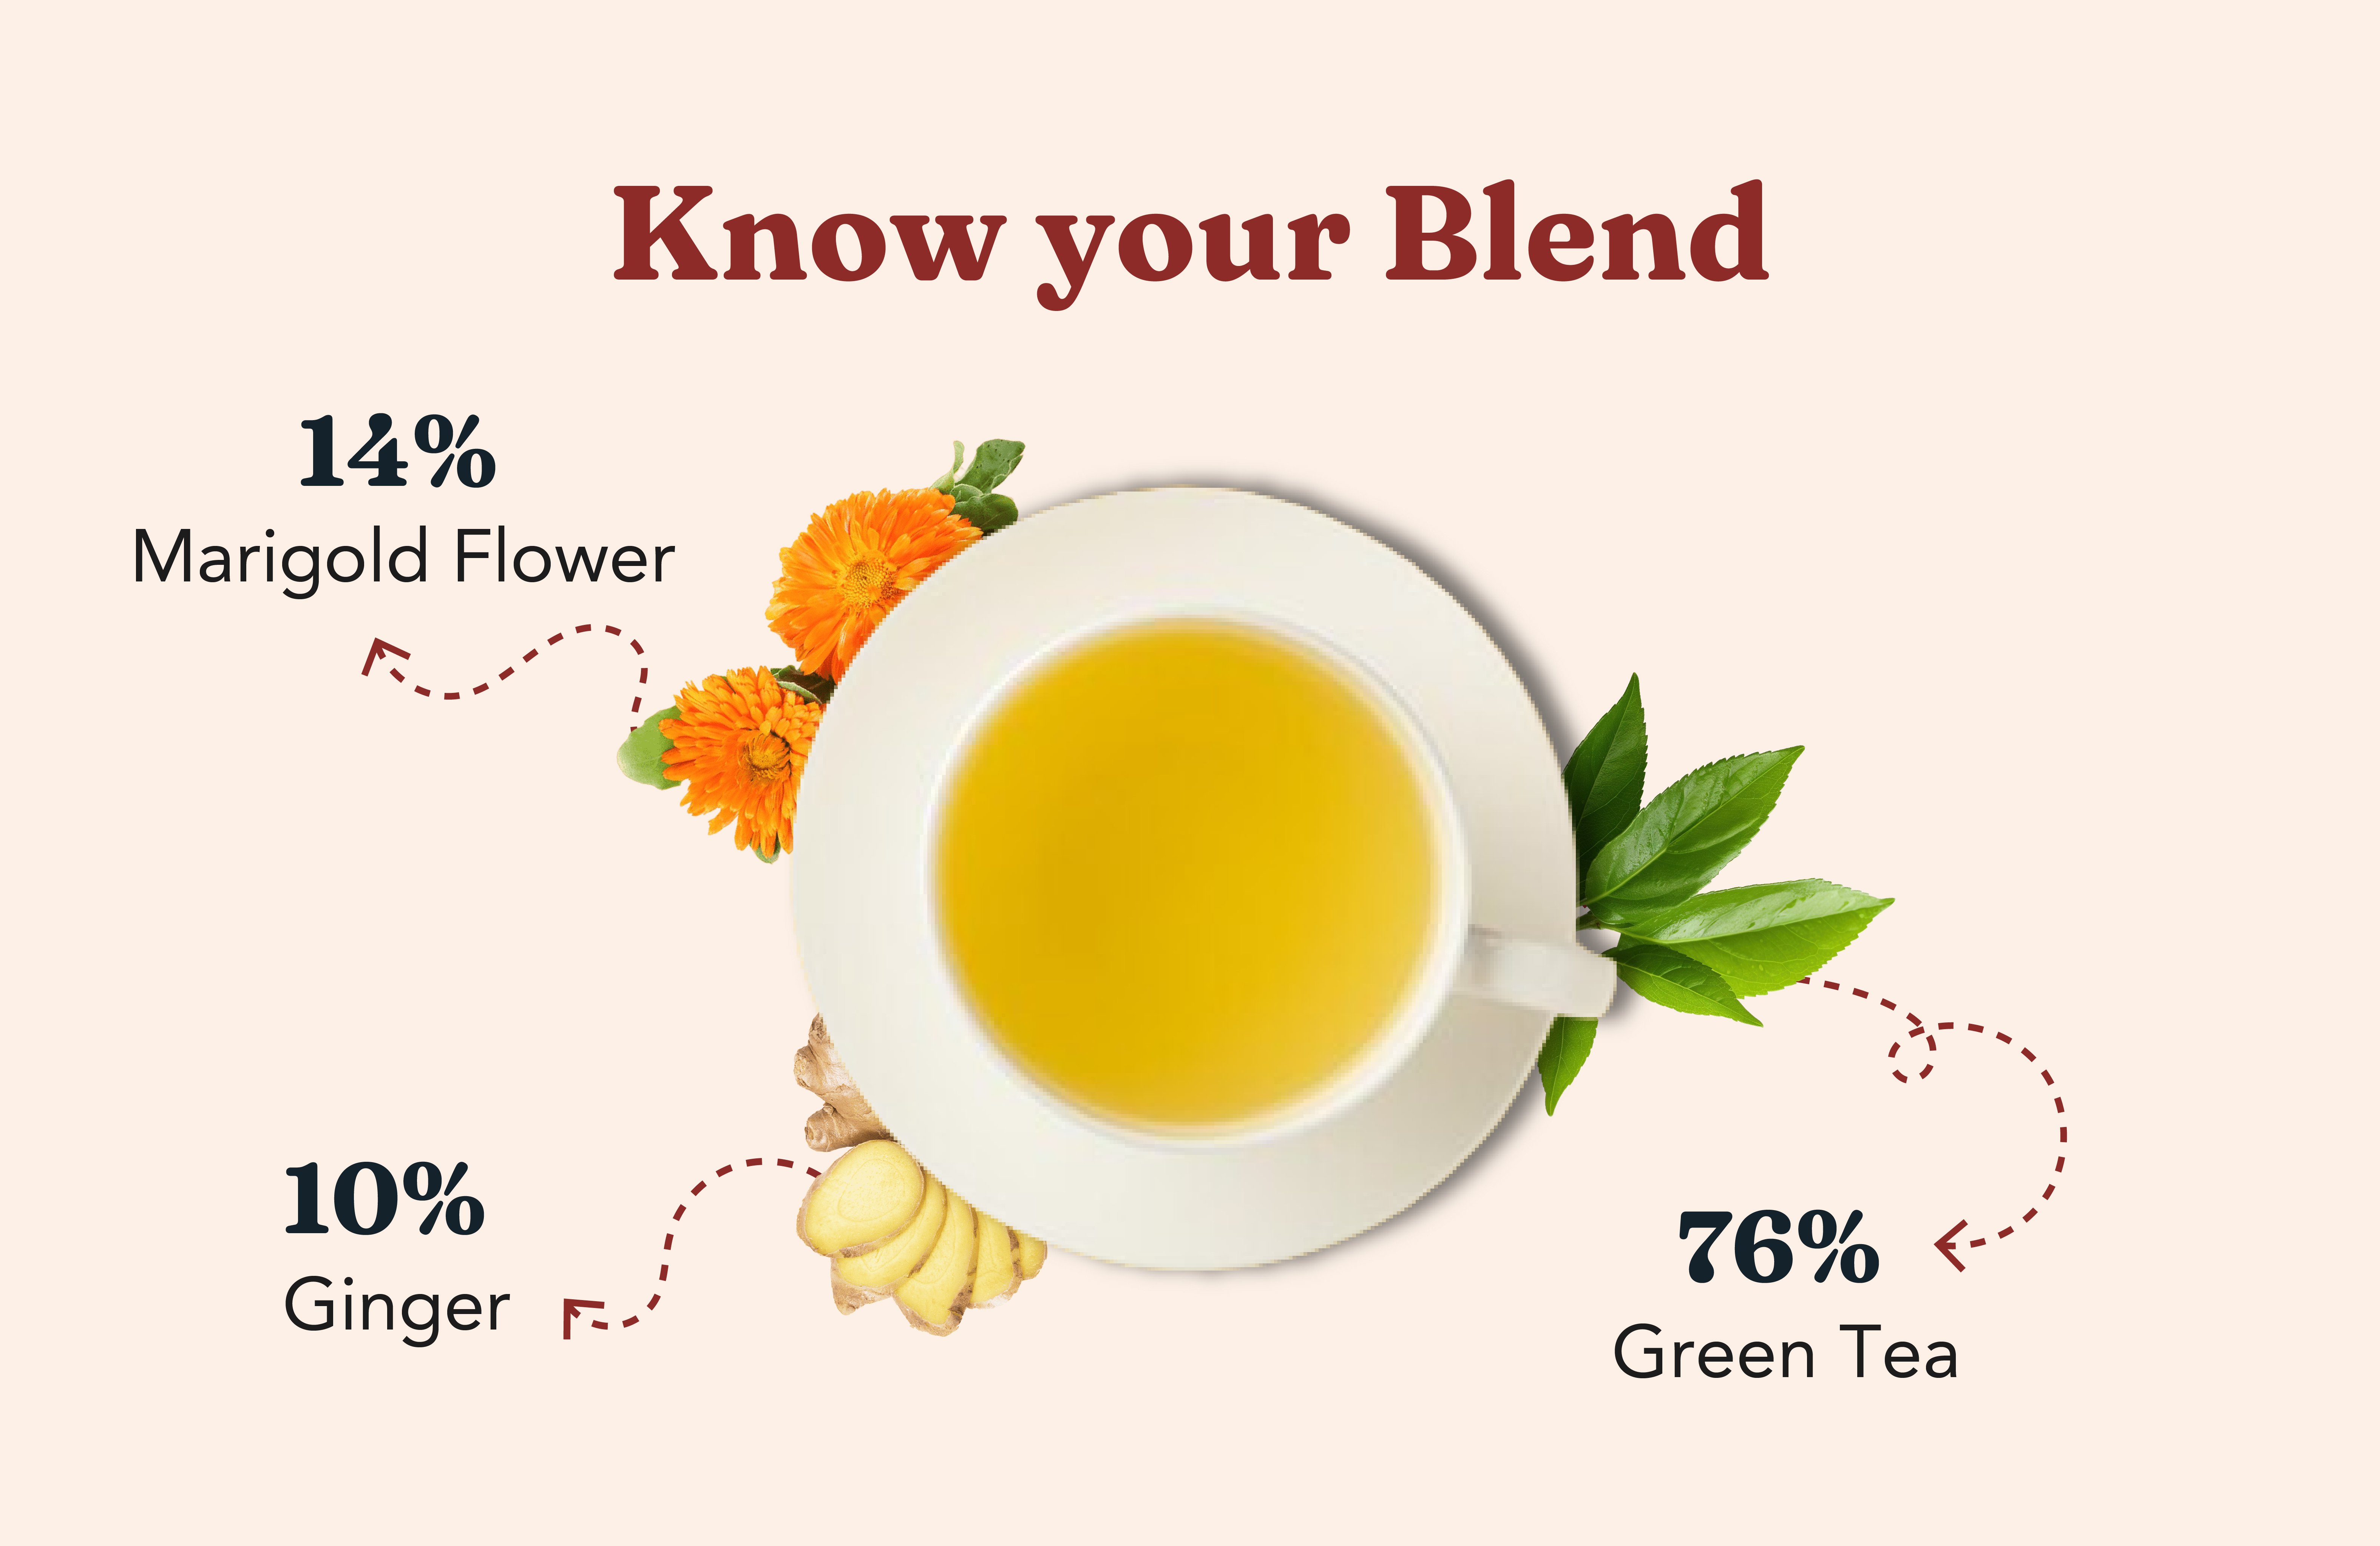 Know your Blend
14%
Marigold Flower
10%
Ginger
76%
Green Tea